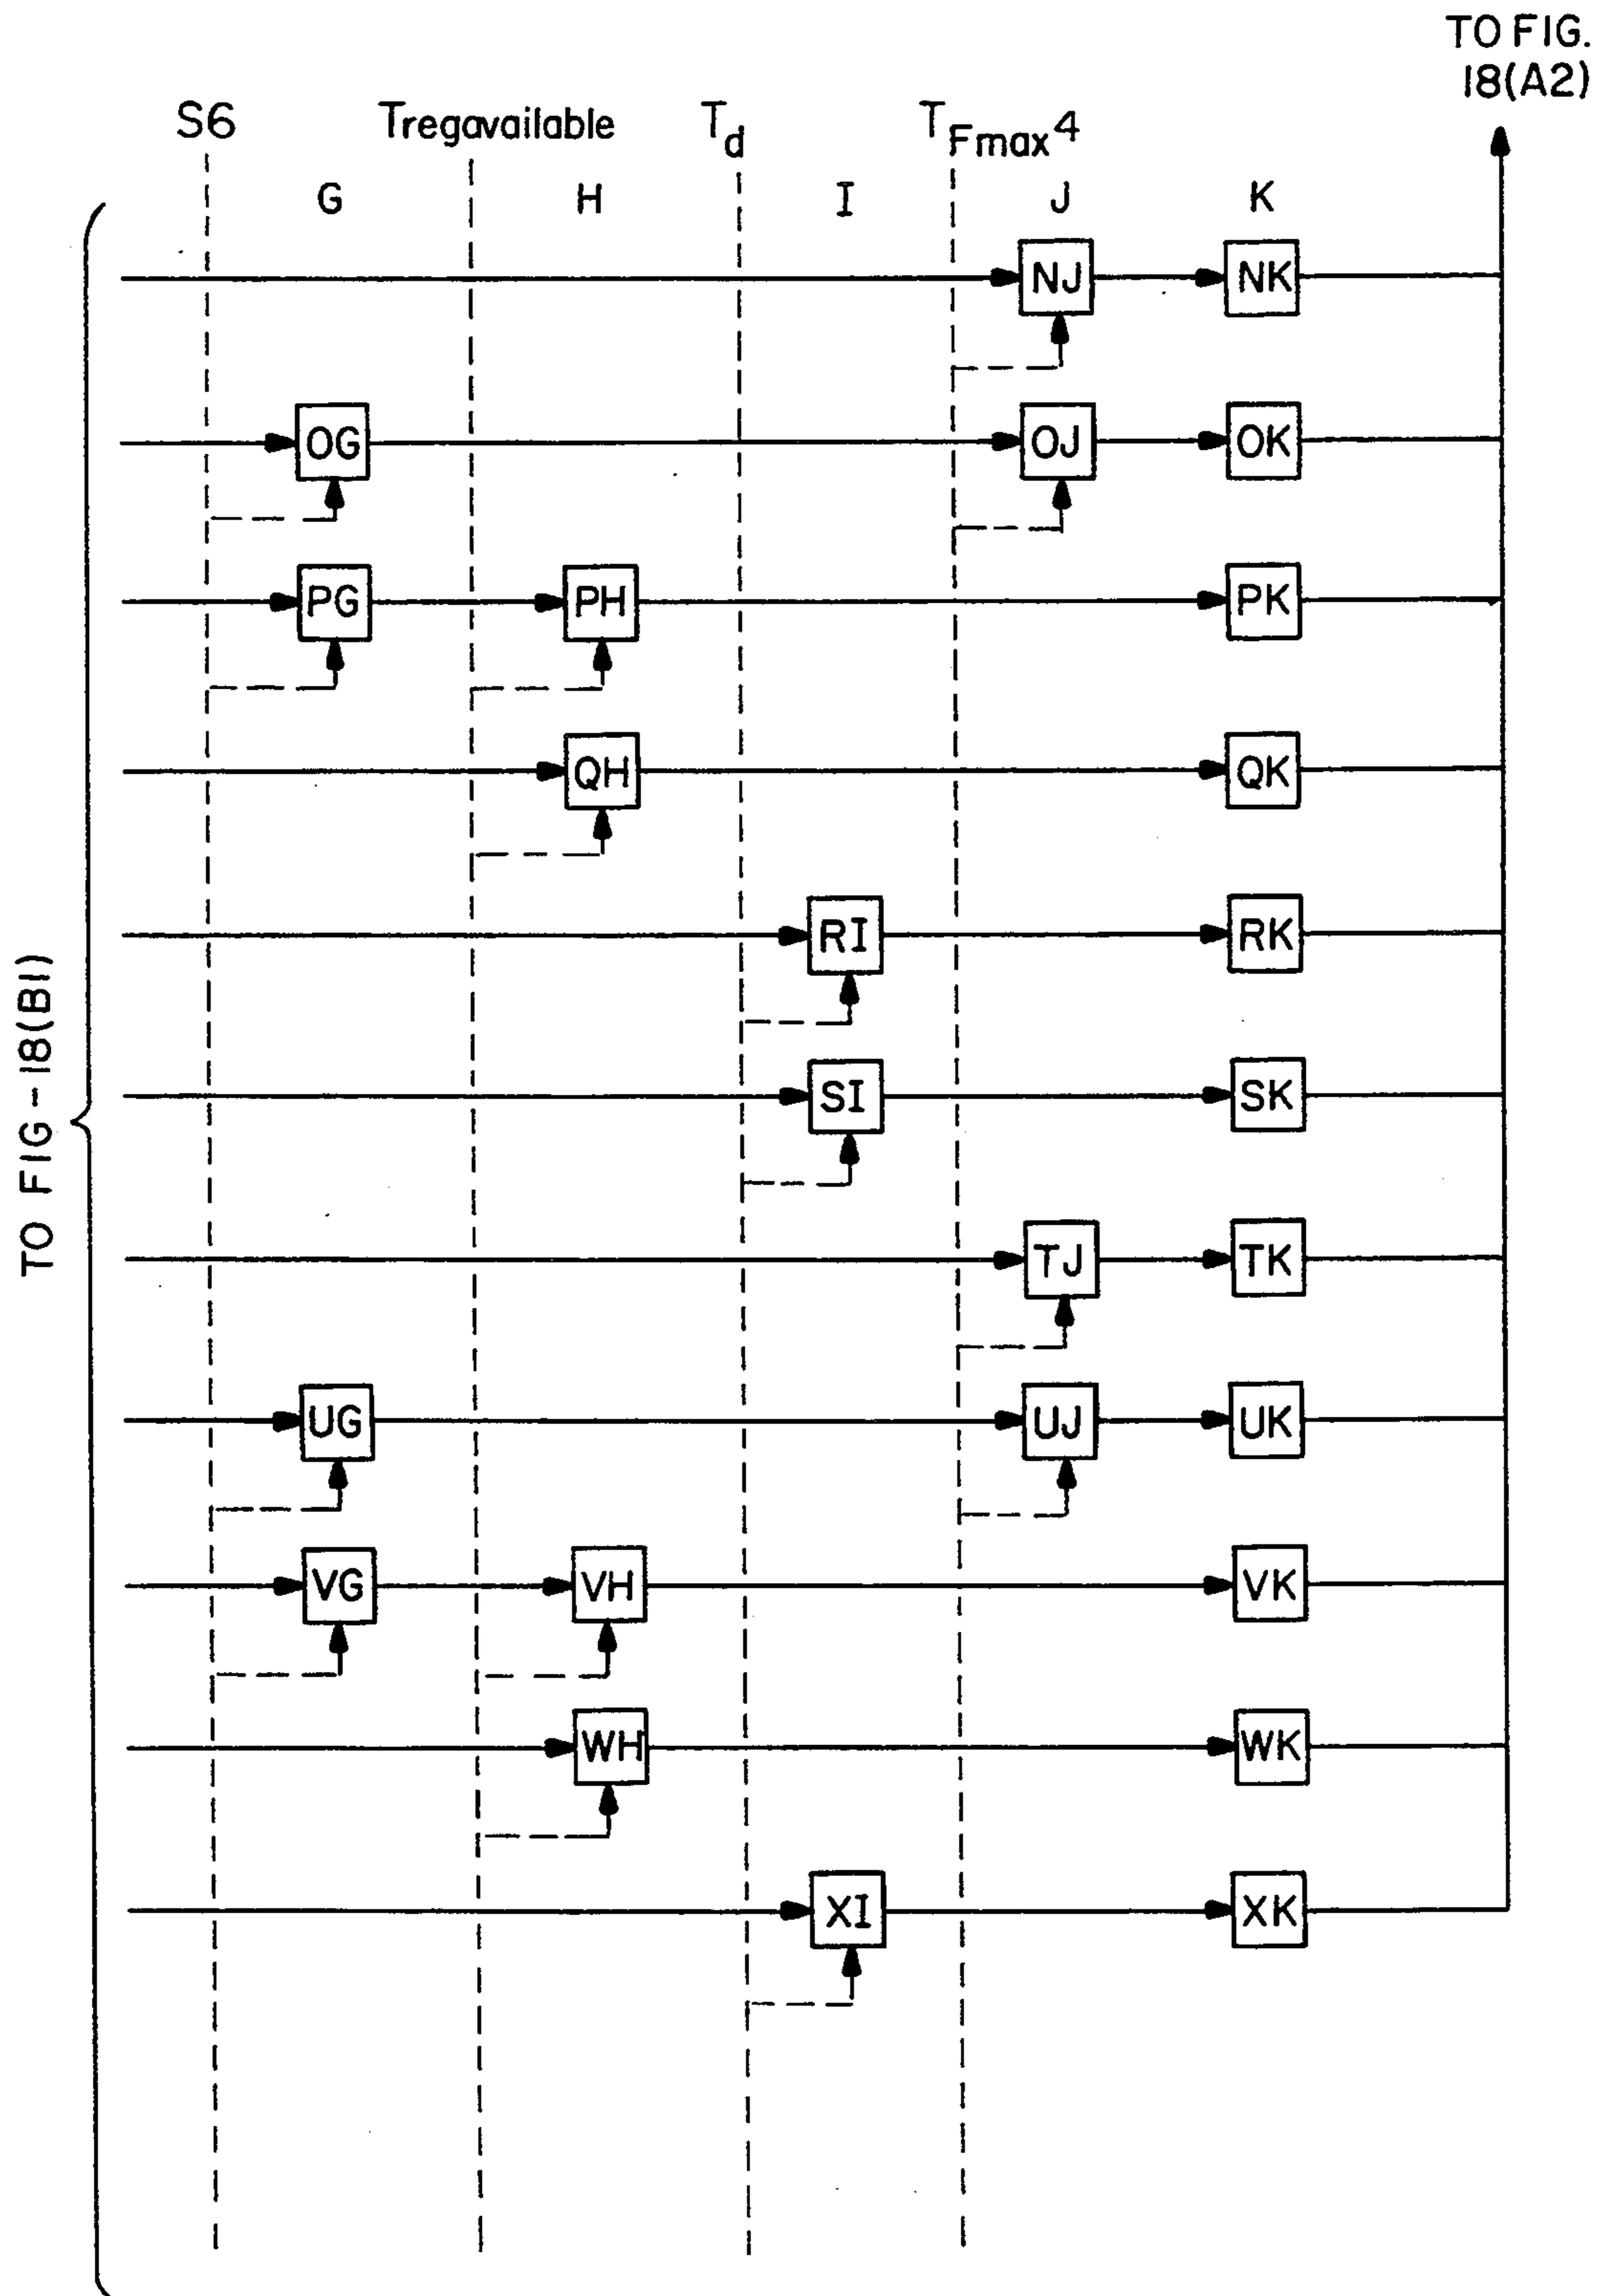 TO FIG.
18(A2)
S6 Tregavailable Td TFmax4
G H I J K
NJ NK
OG OJ OK
PG PH PK
QH QK
RI RK
SI SK
TO FIG-18(B1)
TJ TK
UG UJ UK
VG VH VK
WH WK
XI XK